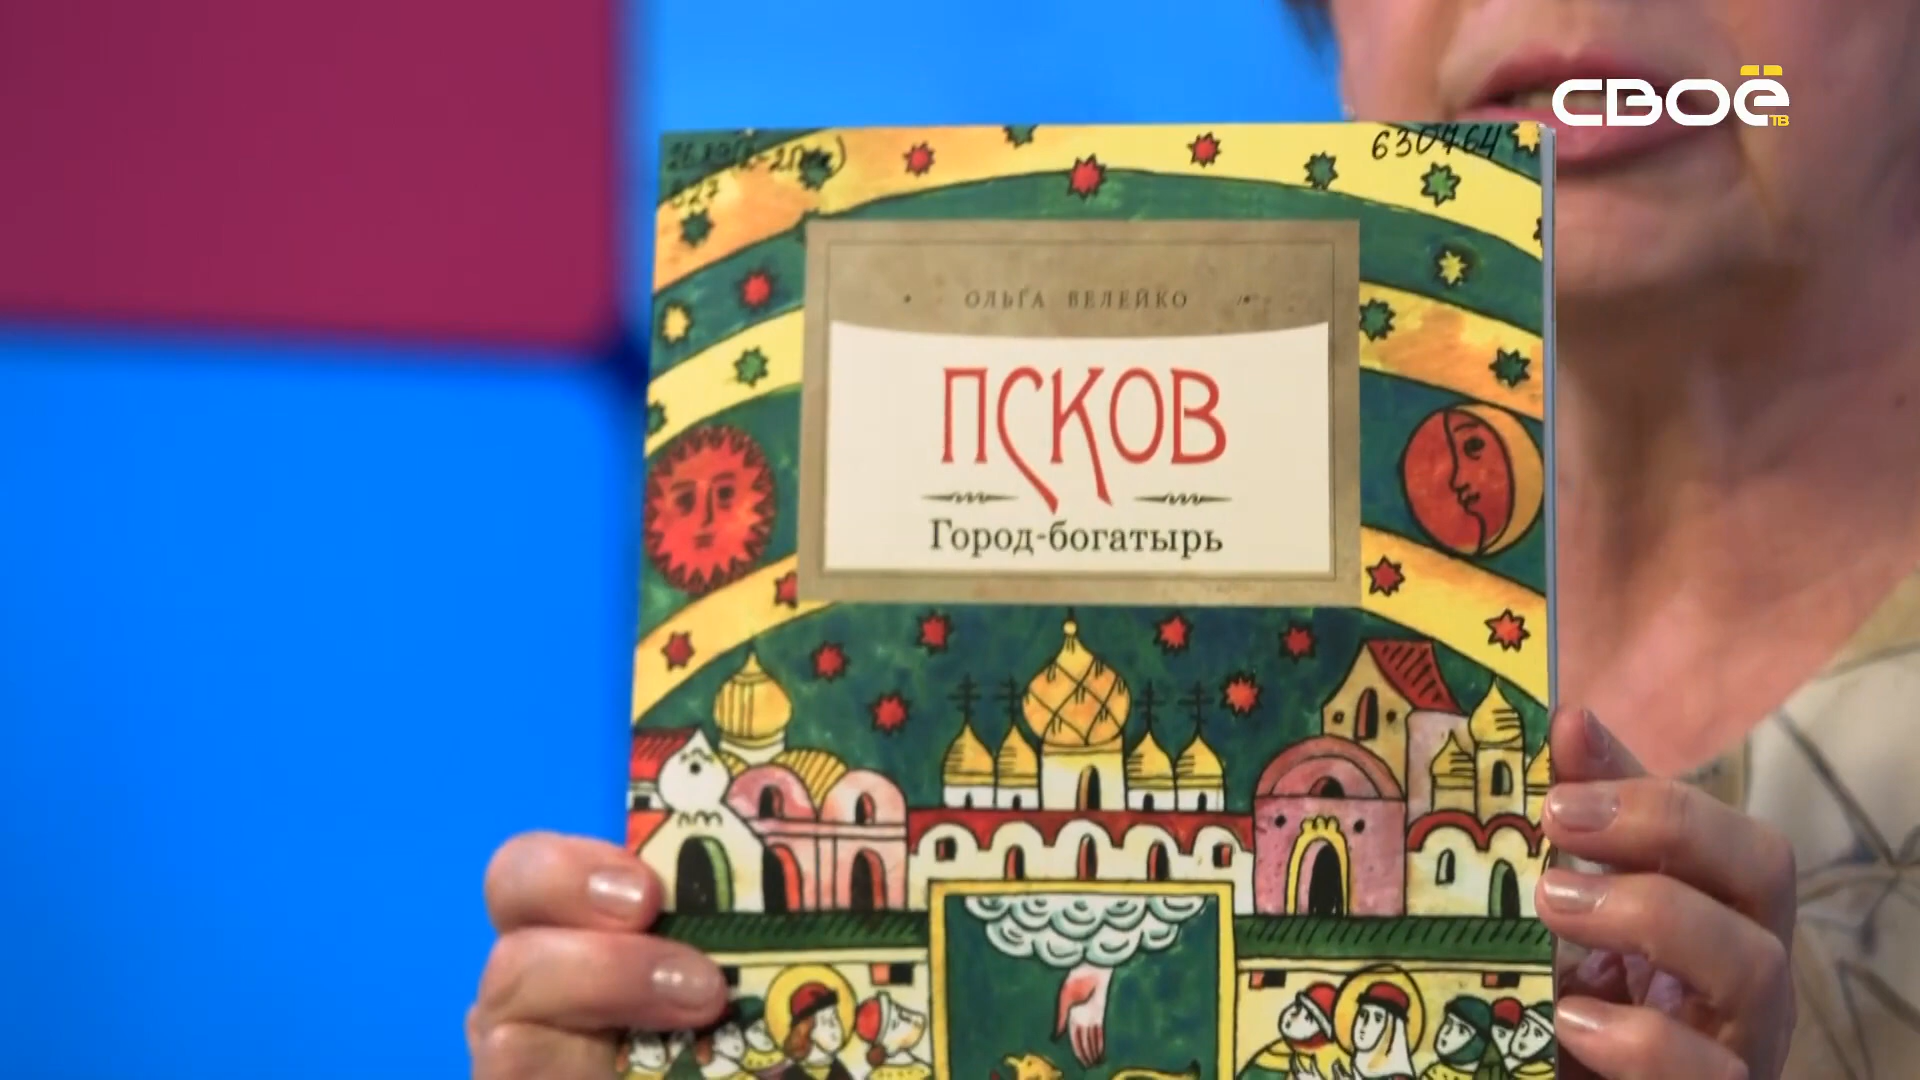 СВОЁ
ТВ
630464
ОЛЬГА ВЕЛЕЙКО
ПСКОВ
Город-богатырь